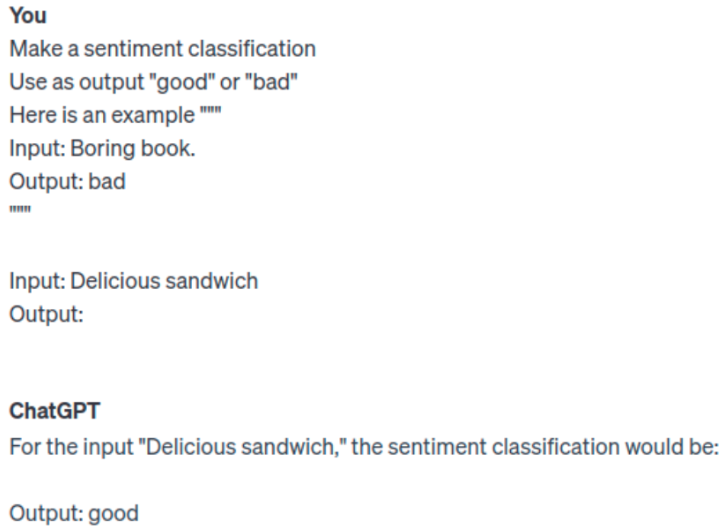 You
Make a sentiment classification
Use as output "good" or "bad"
Here is an example """
Input: Boring book.
Output: bad
"""
Input: Delicious sandwich
Output:
ChatGPT
For the input "Delicious sandwich," the sentiment classification would be:
Output: good